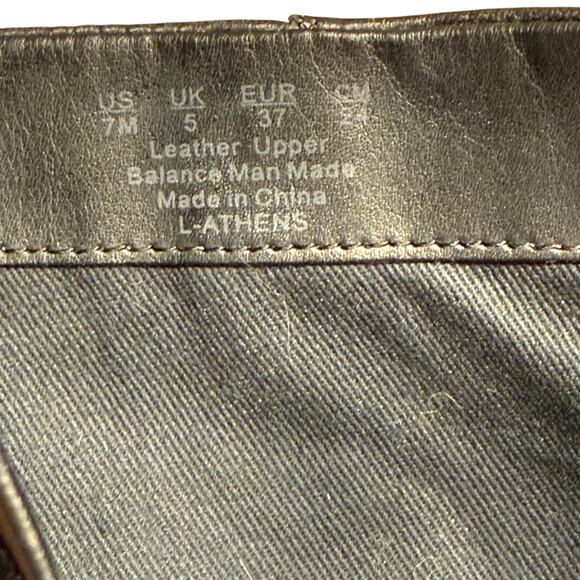 US UK EUR CM
7M 5 37
Leather Upper
Balance Man Made
Made in China
L-ATHENS